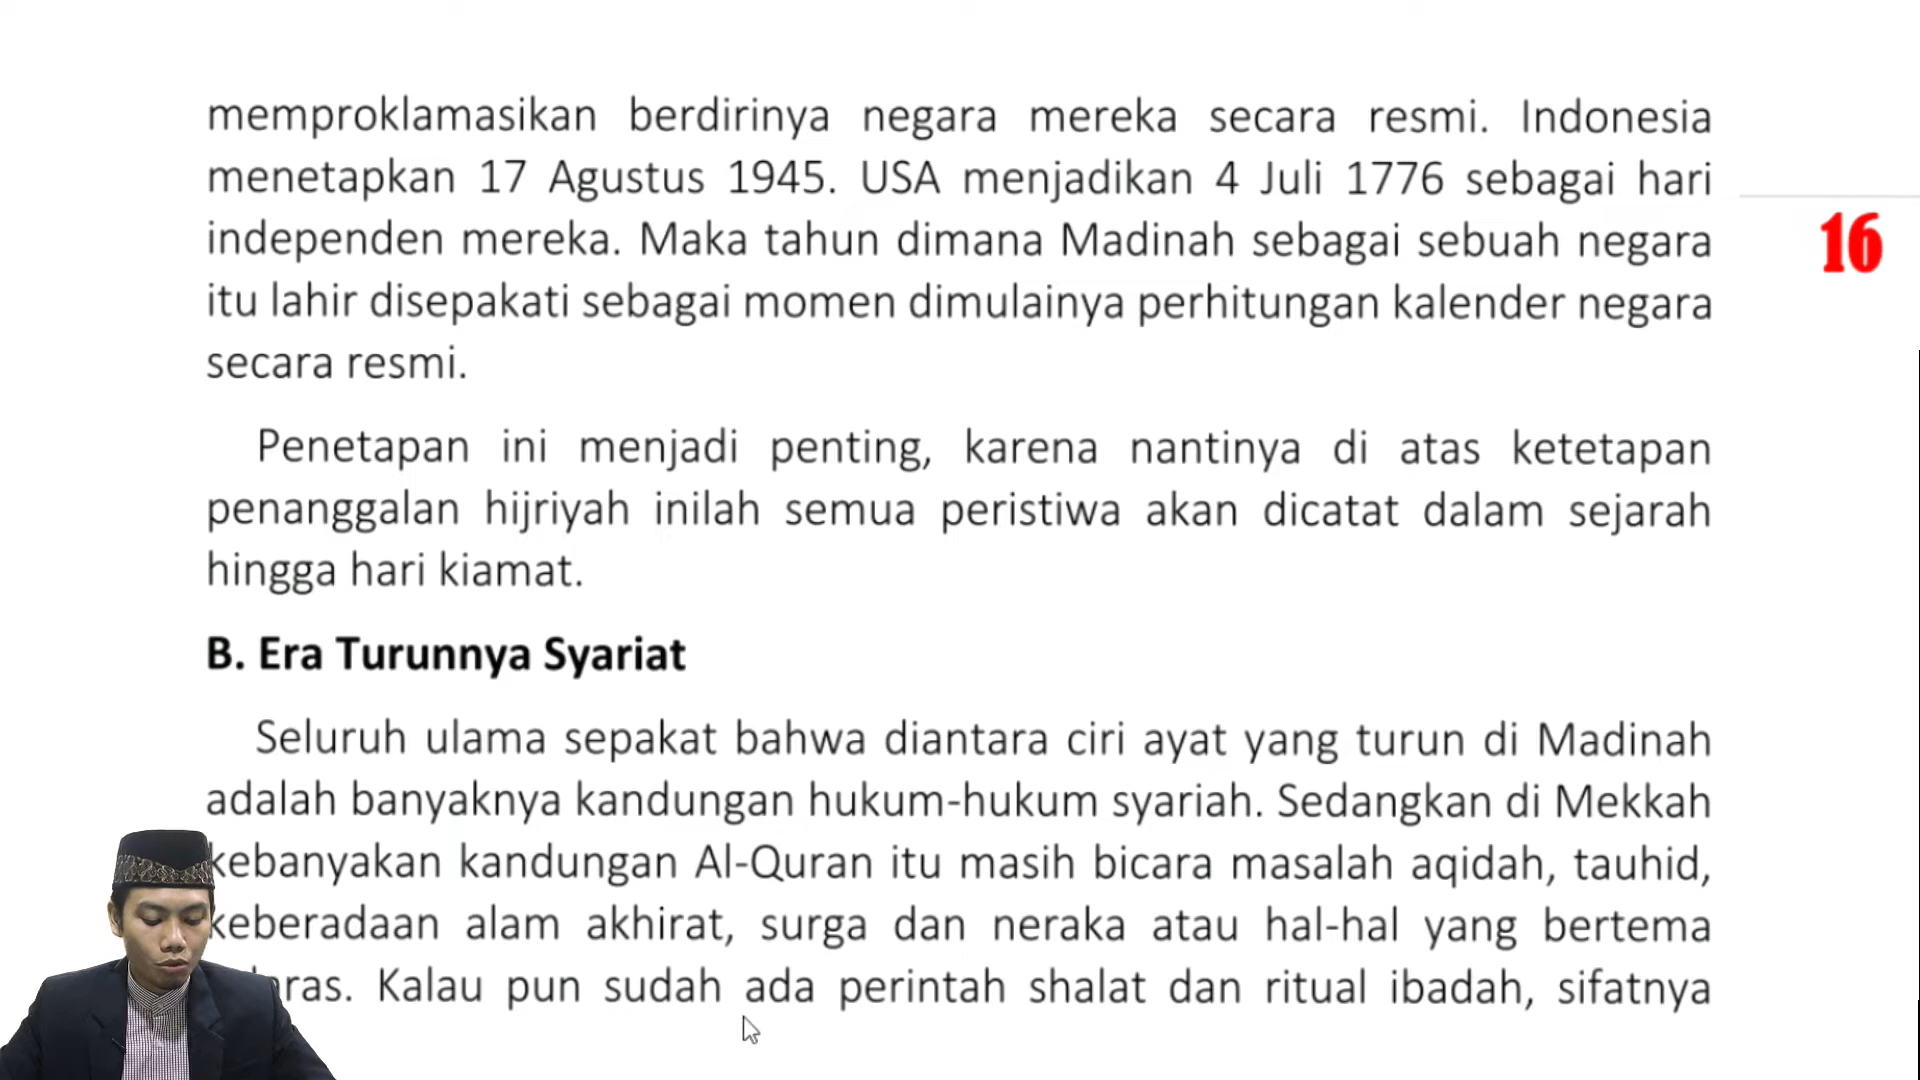 memproklamasikan berdirinya negara mereka secara resmi. Indonesia
menetapkan 17 Agustus 1945. USA menjadikan 4 Juli 1776 sebagai hari
independen mereka. Maka tahun dimana Madinah sebagai sebuah negara
itu lahir disepakati sebagai momen dimulainya perhitungan kalender negara
secara resmi.
16
Penetapan ini menjadi penting, karena nantinya di atas ketetapan
penanggalan hijriyah inilah semua peristiwa akan dicatat dalam sejarah
hingga hari kiamat.
B. Era Turunnya Syariat
Seluruh ulama sepakat bahwa diantara ciri ayat yang turun di Madinah
adalah banyaknya kandungan hukum-hukum syariah. Sedangkan di Mekkah
kebanyakan kandungan Al-Quran itu masih bicara masalah aqidah, tauhid,
keberadaan alam akhirat, surga dan neraka atau hal-hal yang bertema
Kalau pun sudah ada perintah shalat dan ritual ibadah, sifatnya